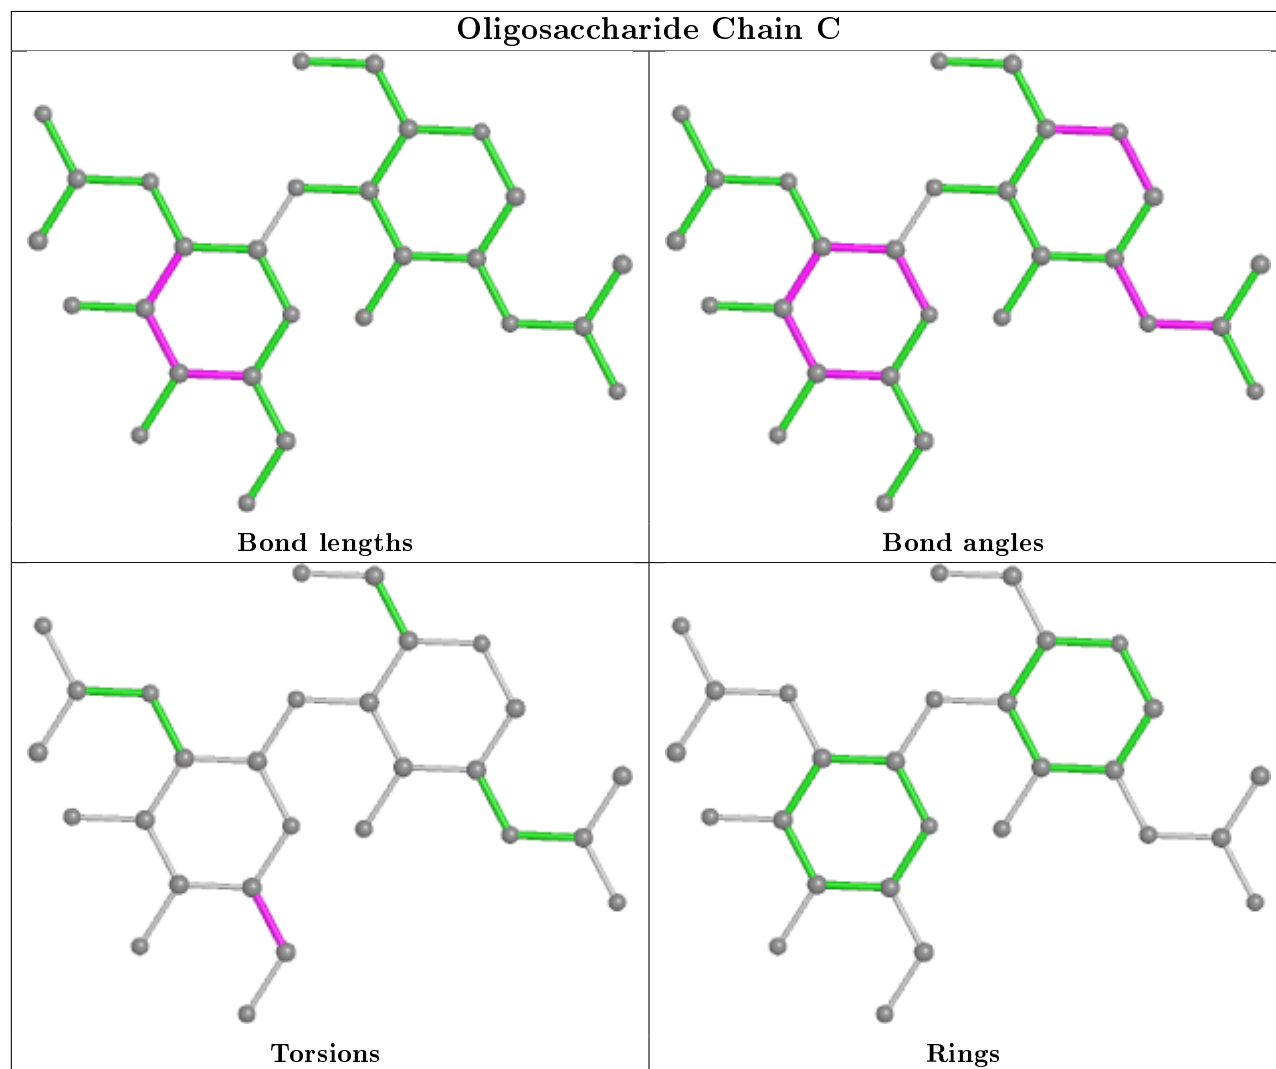 Oligosaccharide Chain C
Bond lengths
Bond angles
Torsions
Rings